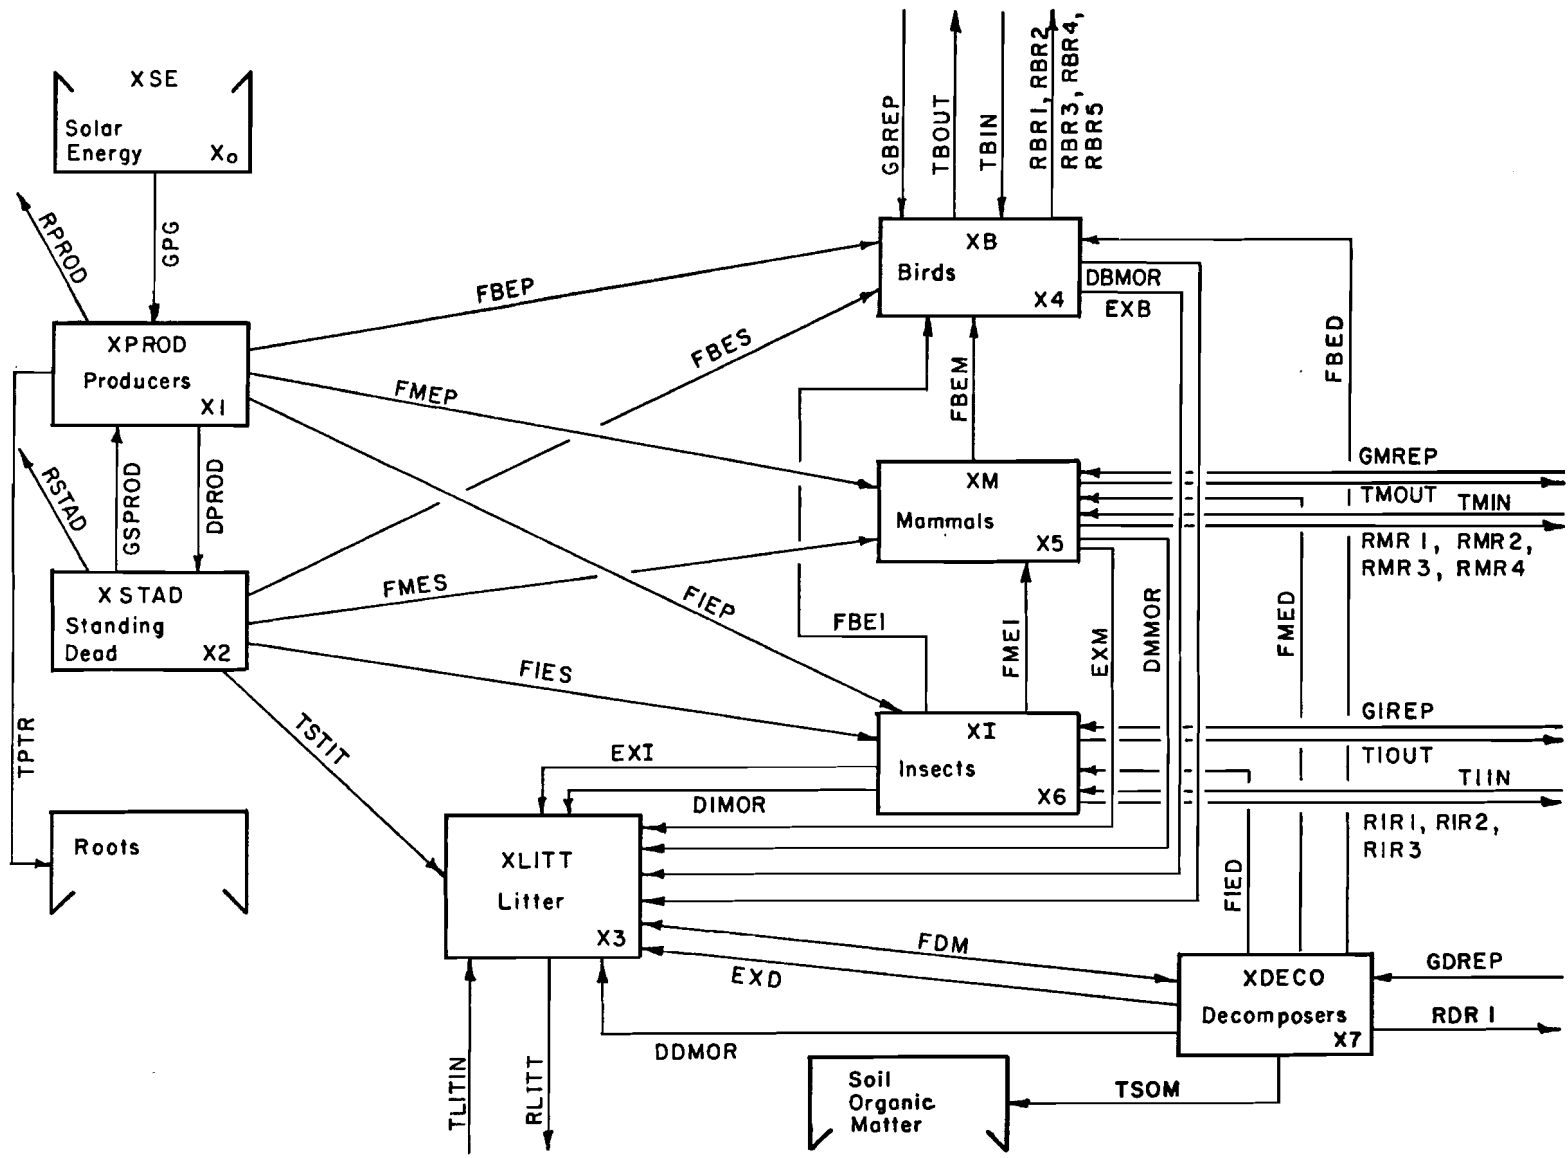 XSE
Solar
Energy
Xo
RPROD
GPG
XPROD
Producers
X1
RSTAD
GSPROD
DPROD
XSTAD
Standing
Dead
X2
TPTR
Roots
FBEP
FBES
FMEP
FMES
FIEP
FIES
TSTIT
GBREP
TBOUT
TBIN
RBR1, RBR2,
RBR3, RBR4,
RBR5
XB
Birds
X4
DBMOR
EXB
FBED
FBEM
XM
Mammals
X5
GMREP
TMOUT
TMIN
RMR1, RMR2,
RMR3, RMR4
FBEI
FMEI
EXM
DMMOR
FMED
XI
Insects
X6
GIREP
TIOUT
TIIN
RIR1, RIR2,
RIR3
EXI
DIMOR
XLITT
Litter
X3
FIED
FDM
EXD
DDMOR
XDECO
Decomposers
X7
GDREP
RDR1
TLITIN
RLITT
Soil
Organic
Matter
TSOM